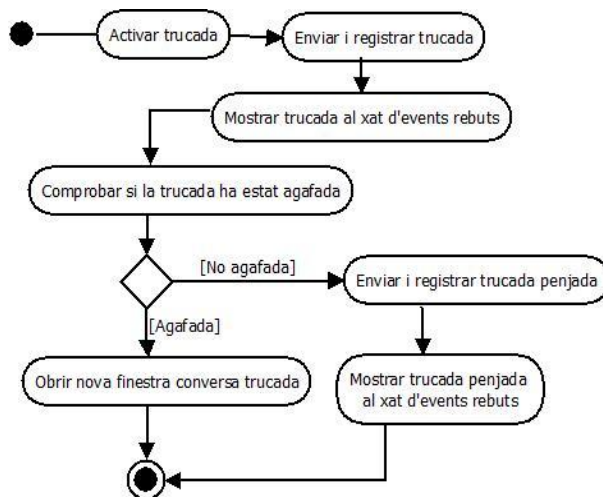 Activar trucada
Enviar i registrar trucada
Mostrar trucada al xat d'events rebuts
Comprobar si la trucada ha estat agafada
[No agafada]
Enviar i registrar trucada penjada
[Agafada]
Obrir nova finestra conversa trucada
Mostrar trucada penjada
al xat d'events rebuts